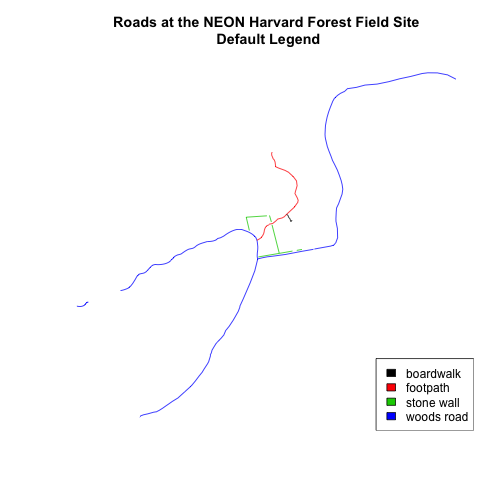 Roads at the NEON Harvard Forest Field Site
Default Legend
boardwalk
footpath
stone wall
woods road